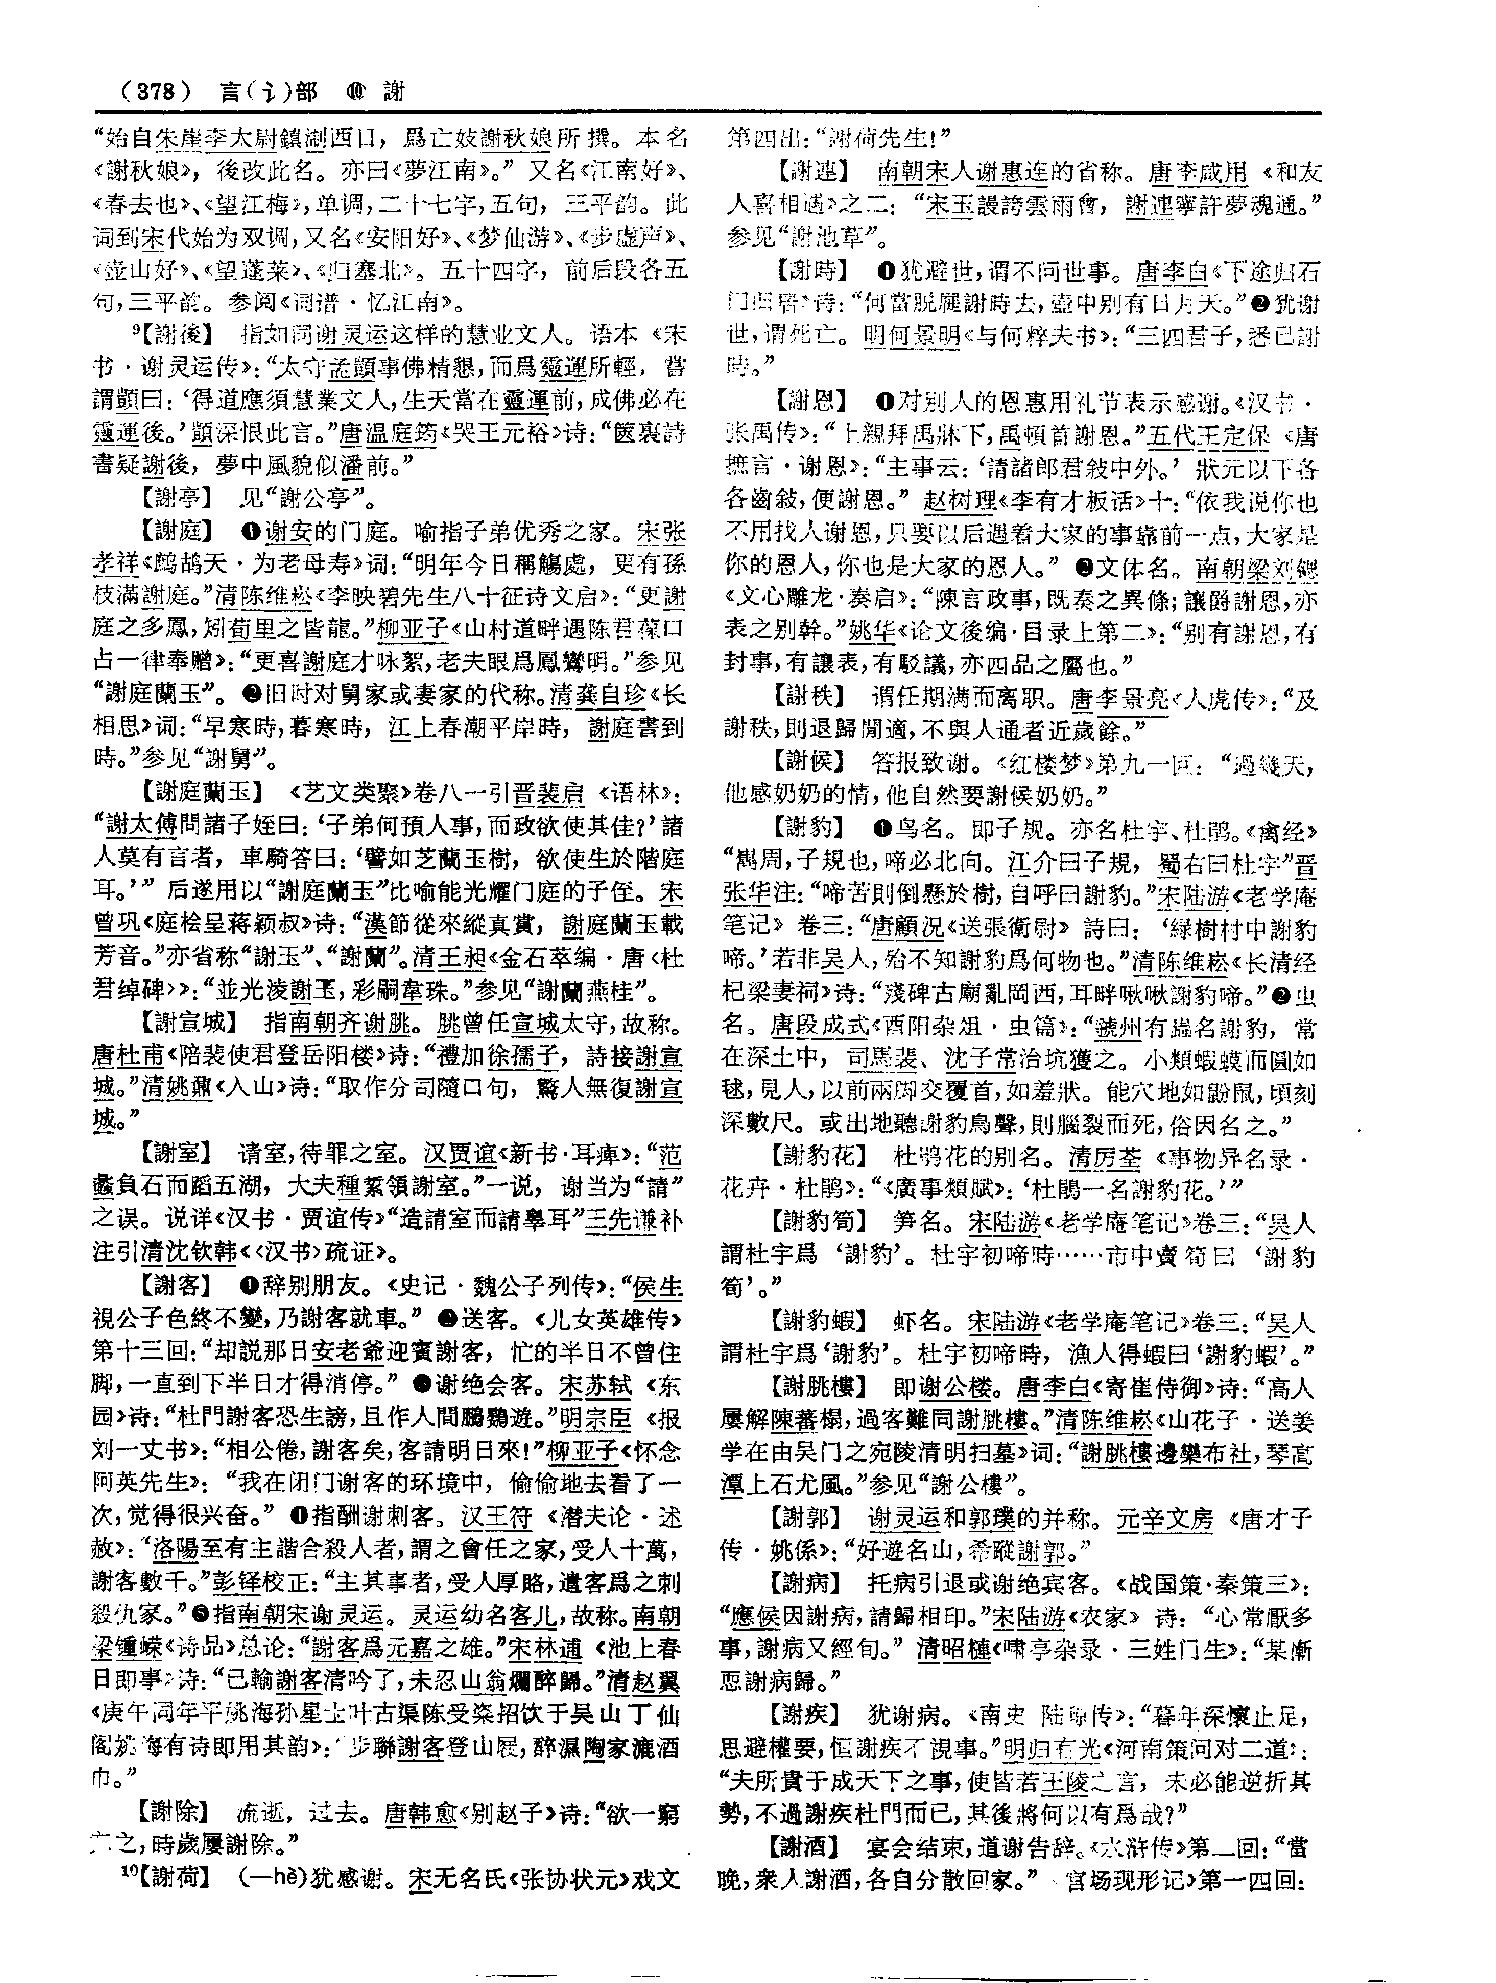 (378) 言(讠)部 ⑩ 謝
“始自朱崖李太尉鎮浙西日，爲亡妓謝秋娘所撰。本名
《謝秋娘》，後改此名。亦曰《夢江南》。”又名《江南好》、
《春去也》、《望江梅》，单调，二十七字，五句，三平韵。此
词到宋代始为双调，又名《安阳好》、《梦仙游》、《步虚声》、
《壶山好》、《望蓬莱》、《归塞北》。五十四字，前后段各五
句，三平韵。参阅《词谱·忆江南》。
⁹【謝後】 指如同谢灵运这样的慧业文人。语本《宋
书·谢灵运传》：“太守孟顗事佛精懇，而爲靈運所輕，嘗
謂顗曰：‘得道應須慧業文人，生天當在靈運前，成佛必在
靈運後。’顗深恨此言。”唐温庭筠《哭王元裕》诗：“篋裏詩
書疑謝後，夢中風貌似潘前。”
【謝亭】 见“謝公亭”。
【謝庭】 ❶谢安的门庭。喻指子弟优秀之家。宋张
孝祥《鹧鸪天·为老母寿》词：“明年今日稱觴處，更有孫
枝滿謝庭。”清陈维崧《李映碧先生八十征诗文启》：“更謝
庭之多鳳，矧荀里之皆龍。”柳亚子《山村道畔遇陈君葆口
占一律奉赠》：“更喜謝庭才咏絮，老夫眼爲鳳鸞明。”参见
“謝庭蘭玉”。❷旧时对舅家或妻家的代称。清龚自珍《长
相思》词：“早寒時，暮寒時，江上春潮平岸時，謝庭書到
時。”参见“謝舅”。
【謝庭蘭玉】 《艺文类聚》卷八一引晋裴启《语林》：
“謝太傅問諸子姪曰：‘子弟何預人事，而政欲使其佳？’諸
人莫有言者，車騎答曰：‘譬如芝蘭玉樹，欲使生於階庭
耳。’”后遂用以“謝庭蘭玉”比喻能光耀门庭的子侄。宋
曾巩《庭桧呈蒋颖叔》诗：“漢節從來縱真賞，謝庭蘭玉載
芳音。”亦省称“謝玉”、“謝蘭”。清王昶《金石萃编·唐〈杜
君绰碑〉》：“並光淩謝玉，彩嗣韋珠。”参见“謝蘭燕桂”。
【謝宣城】 指南朝齐谢朓。朓曾任宣城太守，故称。
唐杜甫《陪裴使君登岳阳楼》诗：“禮加徐孺子，詩接謝宣
城。”清姚鼐《入山》诗：“取作分司隨口句，驚人無復謝宣
城。”
【謝室】 请室，待罪之室。汉贾谊《新书·耳痺》：“范
蠡負石而蹈五湖，大夫種絜領謝室。”一说，谢当为“請”
之误。说详《汉书·贾谊传》“造請室而請辠耳”王先谦补
注引清沈钦韩《〈汉书〉疏证》。
【謝客】 ❶辞别朋友。《史记·魏公子列传》：“侯生
視公子色終不變，乃謝客就車。”❷送客。《儿女英雄传》
第十三回：“却説那日安老爺迎賓謝客，忙的半日不曾住
脚，一直到下半日才得消停。”❸谢绝会客。宋苏轼《东
园》诗：“杜門謝客恐生謗，且作人間鵬鷃遊。”明宗臣《报
刘一丈书》：“相公倦，謝客矣，客請明日來！”柳亚子《怀念
阿英先生》：“我在闭门谢客的环境中，偷偷地去看了一
次，觉得很兴奋。”❹指酬谢刺客。汉王符《潜夫论·述
赦》：“洛陽至有主諧合殺人者，謂之會任之家，受人十萬，
謝客數千。”彭铎校正：“主其事者，受人厚賂，遣客爲之刺
殺仇家。”❺指南朝宋谢灵运。灵运幼名客儿，故称。南朝
梁锺嵘《诗品》总论：“謝客爲元嘉之雄。”宋林逋《池上春
日即事》诗：“已輸謝客清吟了，未忍山翁爛醉歸。”清赵翼
《庚午同年平姚海孙星士叶古渠陈受粢招饮于吴山丁仙
阁姚海有诗即用其韵》：“步聯謝客登山屐，醉濕陶家漉酒
巾。”
【謝除】 流逝，过去。唐韩愈《别赵子》诗：“欲一窮
究之，時歲屢謝除。”
¹⁰【謝荷】 (—hè)犹感谢。宋无名氏《张协状元》戏文
第四出：“謝荷先生！”
【謝連】 南朝宋人谢惠连的省称。唐李咸用《和友
人喜相遇》之二：“宋玉謾誇雲雨會，謝連寧許夢魂通。”
参见“謝池草”。
【謝時】 ❶犹避世，谓不问世事。唐李白《下途归石
门旧居》诗：“何當脱屣謝時去，壺中别有日月天。”❷犹谢
世，谓死亡。明何景明《与何粹夫书》：“三四君子，悉已謝
時。”
【謝恩】 ❶对别人的恩惠用礼节表示感谢。《汉书·
张禹传》：“上親拜禹牀下，禹頓首謝恩。”五代王定保《唐
摭言·谢恩》：“主事云：‘請諸郎君敍中外。’狀元以下各
各齒敍，便謝恩。”赵树理《李有才板话》十：“依我说你也
不用找人谢恩，只要以后遇着大家的事靠前一点，大家是
你的恩人，你也是大家的恩人。”❷文体名。南朝梁刘勰
《文心雕龙·奏启》：“陳言政事，既奏之異條；讓爵謝恩，亦
表之别幹。”姚华《论文後编·目录上第二》：“别有謝恩，有
封事，有讓表，有駁議，亦四品之屬也。”
【謝秩】 谓任期满而离职。唐李景亮《人虎传》：“及
謝秩，則退歸閒適，不與人通者近歲餘。”
【謝候】 答报致谢。《红楼梦》第九一回：“過幾天，
他感奶奶的情，他自然要謝候奶奶。”
【謝豹】 ❶鸟名。即子规。亦名杜宇、杜鹃。《禽经》
“巂周，子規也，啼必北向。江介曰子規，蜀右曰杜宇”晋
张华注：“啼苦則倒懸於樹，自呼曰謝豹。”宋陆游《老学庵
笔记》卷三：“唐顧況《送張衛尉》詩曰：‘緑樹村中謝豹
啼。’若非吴人，殆不知謝豹爲何物也。”清陈维崧《长清经
杞梁妻祠》诗：“殘碑古廟亂岡西，耳畔啾啾謝豹啼。”❷虫
名。唐段成式《酉阳杂俎·虫篇》：“虢州有蟲名謝豹，常
在深土中，司馬裴、沈子常治坑獲之。小類蝦蟆而圓如
毬，見人，以前兩脚交覆首，如羞狀。能穴地如鼢鼠，頃刻
深數尺。或出地聽謝豹鳥聲，則腦裂而死，俗因名之。”
【謝豹花】 杜鹃花的别名。清厉荃《事物异名录·
花卉·杜鹃》：“《廣事類賦》：‘杜鵑一名謝豹花。’”
【謝豹筍】 笋名。宋陆游《老学庵笔记》卷三：“吴人
謂杜宇爲‘謝豹’。杜宇初啼時……市中賣筍曰‘謝豹
筍’。”
【謝豹蝦】 虾名。宋陆游《老学庵笔记》卷三：“吴人
謂杜宇爲‘謝豹’。杜宇初啼時，漁人得蝦曰‘謝豹蝦’。”
【謝朓樓】 即谢公楼。唐李白《寄崔侍御》诗：“高人
屢解陳蕃榻，過客難同謝朓樓。”清陈维崧《山花子·送姜
学在由吴门之宛陵清明扫墓》词：“謝朓樓邊欒布社，琴高
潭上石尤風。”参见“謝公樓”。
【謝郭】 谢灵运和郭璞的并称。元辛文房《唐才子
传·姚係》：“好遊名山，希蹤謝郭。”
【謝病】 托病引退或谢绝宾客。《战国策·秦策三》：
“應侯因謝病，請歸相印。”宋陆游《农家》诗：“心常厭多
事，謝病又經旬。”清昭槤《啸亭杂录·三姓门生》：“某漸
恧謝病歸。”
【謝疾】 犹谢病。《南史 陆 传》：“暮年深懷止足，
思避權要，恒謝疾不視事。”明归有光《河南策问对二道》：
“夫所貴于成天下之事，使皆若王陵之言，未必能逆折其
勢，不過謝疾杜門而已，其後將何以有爲哉？”
【謝酒】 宴会结束，道谢告辞。《水浒传》第二回：“當
晚，衆人謝酒，各自分散回家。”《官场现形记》第一四回：